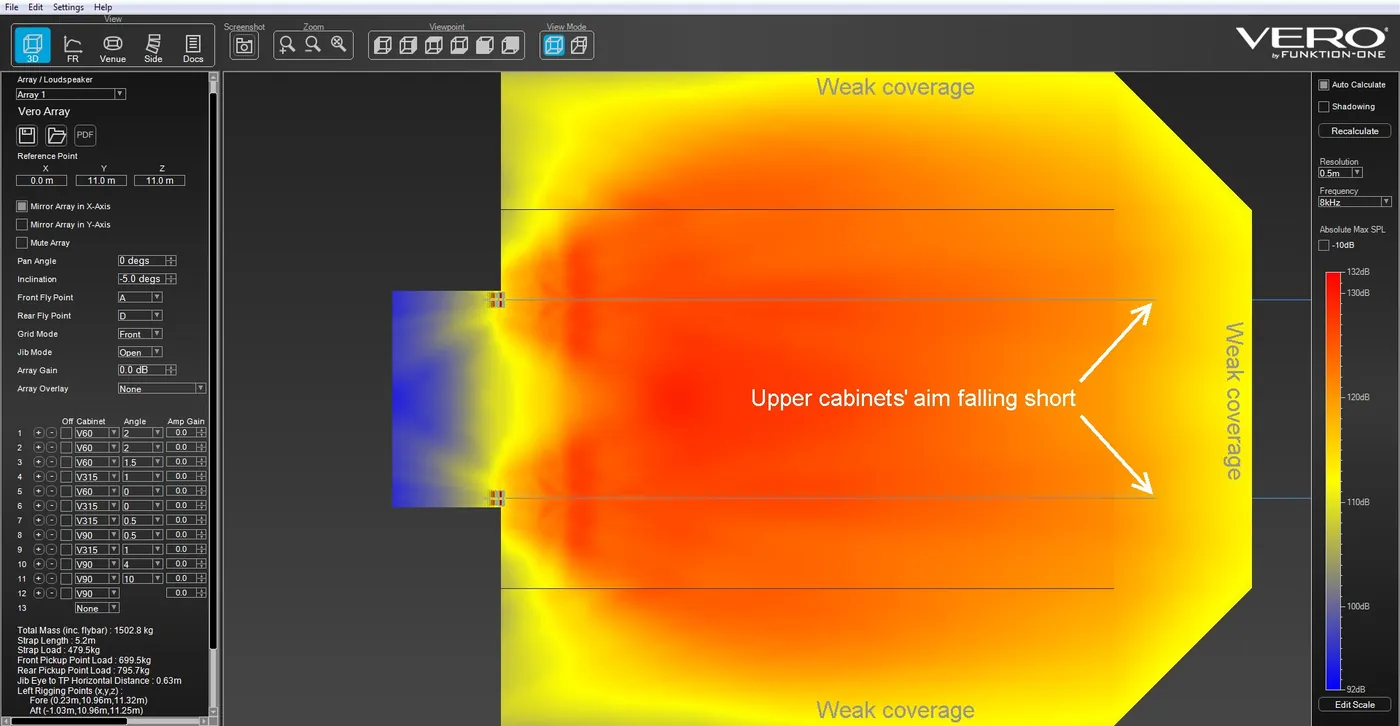 File Edit Settings Help
View
3D FR Venue Side Docs
Screenshot
Zoom
Viewpoint
View Mode
VERO
by FUNKTION-ONE
Array / Loudspeaker
Array 1
Vero Array
PDF
Reference Point
X Y Z
0.0 m 11.0 m 11.0 m
Mirror Array in X-Axis
Mirror Array in Y-Axis
Mute Array
Pan Angle 0 degs
Inclination -5.0 degs
Front Fly Point A
Rear Fly Point D
Grid Mode Front
Jib Mode Open
Array Gain 0.0 dB
Array Overlay None
Off Cabinet Angle Amp Gain
1 + - V60 2 0.0
2 + - V60 2 0.0
3 + - V60 1.5 0.0
4 + - V315 1 0.0
5 + - V60 0 0.0
6 + - V315 0 0.0
7 + - V315 0.5 0.0
8 + - V90 0.5 0.0
9 + - V315 1 0.0
10 + - V90 4 0.0
11 + - V90 10 0.0
12 + - V90 0.0
13 None
Total Mass (inc. flybar) : 1502.8 kg
Strap Length : 5.2m
Strap Load : 479.5kg
Front Pickup Point Load : 699.5kg
Rear Pickup Point Load : 795.7kg
Jib Eye to TP Horizontal Distance : 0.63m
Left Rigging Points (x,y,z) :
Fore (0.23m,10.96m,11.32m)
Aft (-1.03m,10.96m,11.25m)
Weak coverage
Upper cabinets' aim falling short
Weak coverage
Weak coverage
Auto Calculate
Shadowing
Recalculate
Resolution
0.5m
Frequency
8kHz
Absolute Max SPL
-10dB
132dB
130dB
120dB
110dB
100dB
92dB
Edit Scale